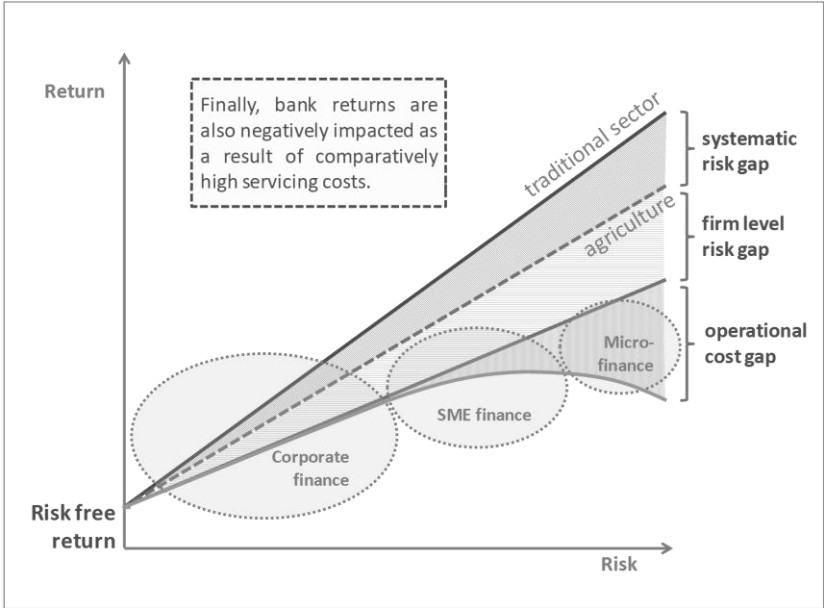 Return
Finally, bank returns are
also negatively impacted as
a result of comparatively
high servicing costs.
traditional sector
systematic
risk gap
agriculture
firm level
risk gap
operational
cost gap
Micro-
finance
SME finance
Corporate
finance
Risk free
return
Risk